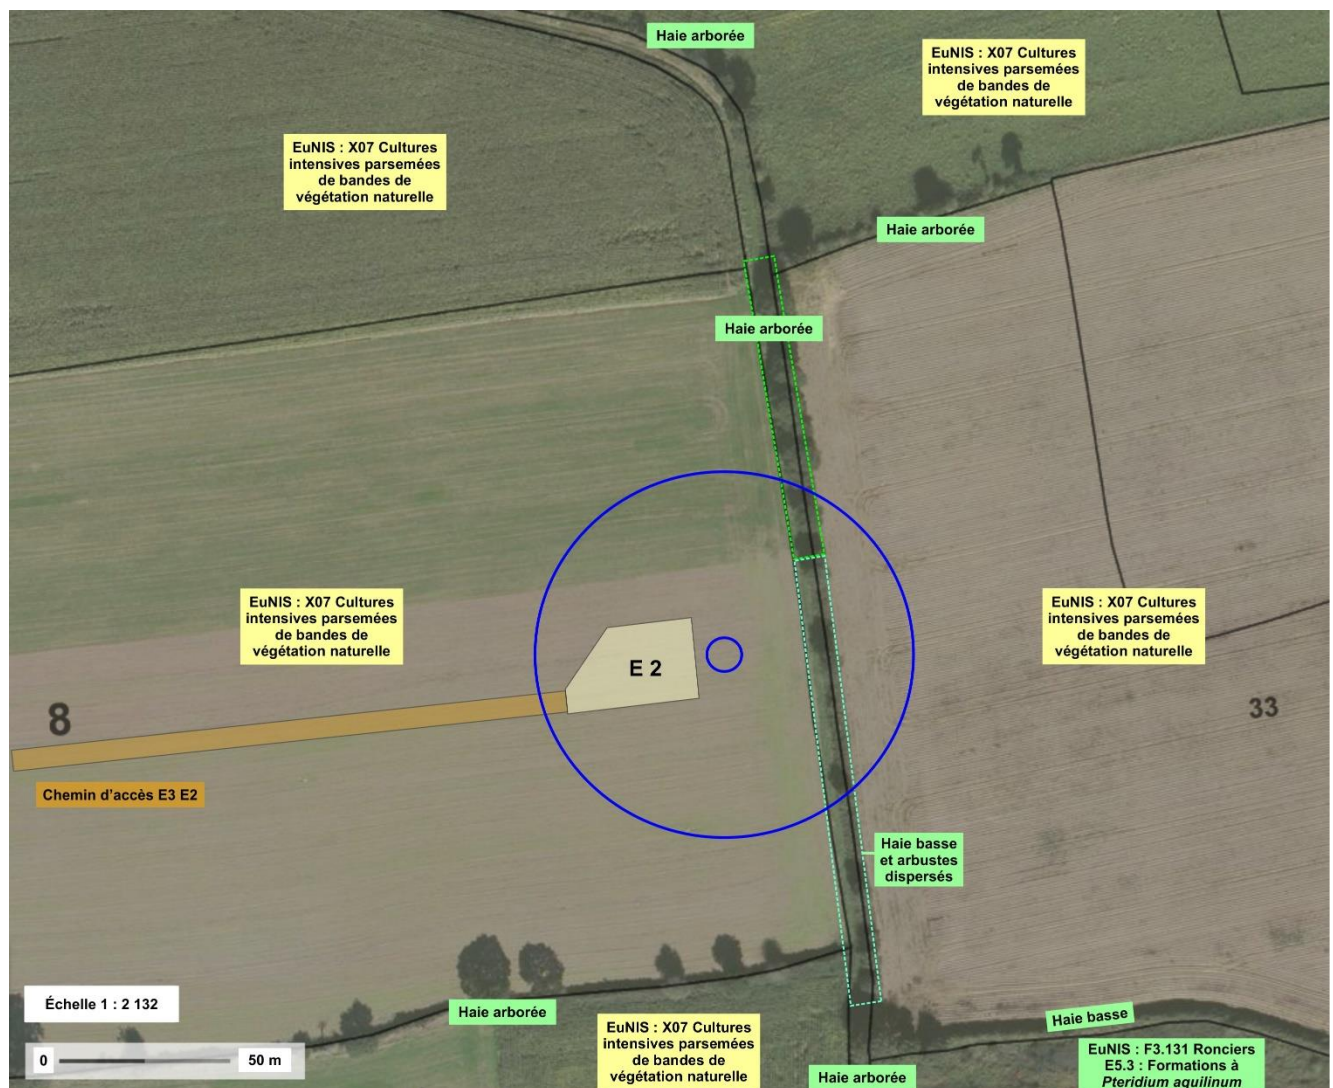 Haie arborée
EuNIS : X07 Cultures
intensives parsemées
de bandes de
végétation naturelle
EuNIS : X07 Cultures
intensives parsemées
de bandes de
végétation naturelle
Haie arborée
Haie arborée
EuNIS : X07 Cultures
intensives parsemées
de bandes de
végétation naturelle
EuNIS : X07 Cultures
intensives parsemées
de bandes de
végétation naturelle
E 2
8
33
Chemin d'accès E3 E2
Haie basse
et arbustes
dispersés
Échelle 1 : 2 132
0 50 m
Haie arborée
EuNIS : X07 Cultures
intensives parsemées
de bandes de
végétation naturelle
Haie basse
EuNIS : F3.131 Ronciers
E5.3 : Formations à
Pteridium aquilinum
Haie arborée